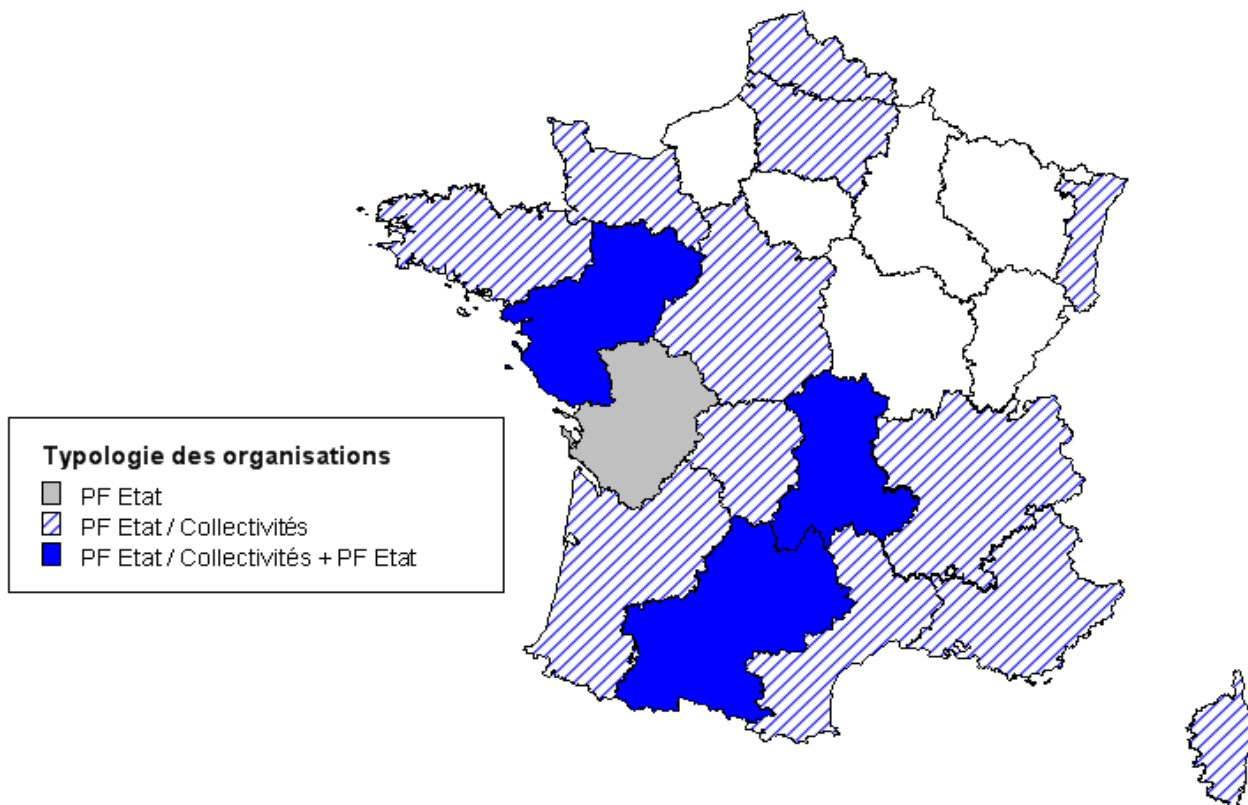 Typologie des organisations
PF Etat
PF Etat / Collectivités
PF Etat / Collectivités + PF Etat